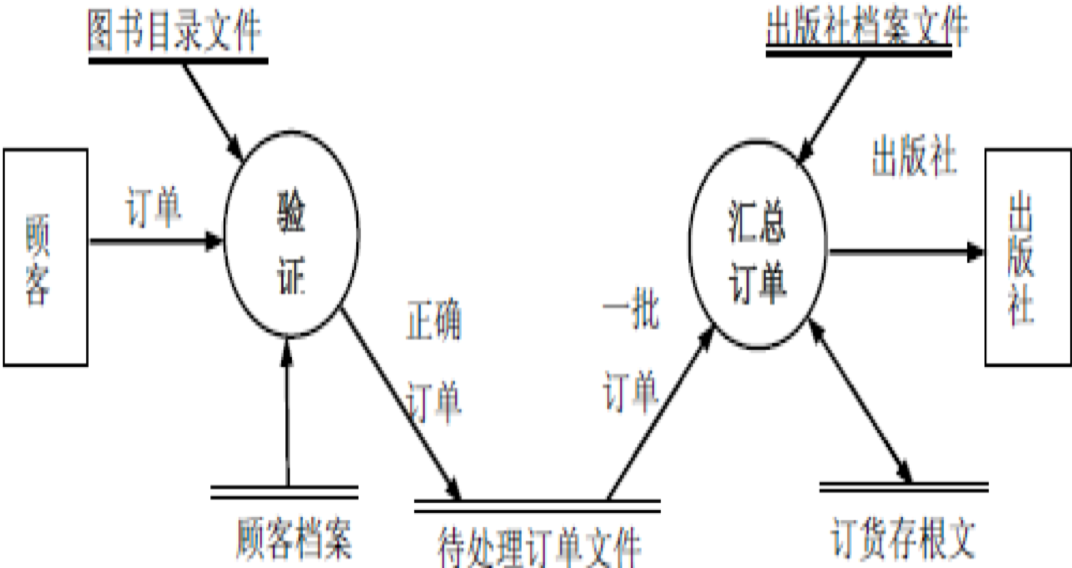 图书目录文件
出版社档案文件
顾客
订单
验
证
汇总
订单
出版社
出版社
正确
订单
一批
订单
顾客档案
待处理订单文件
订货存根文